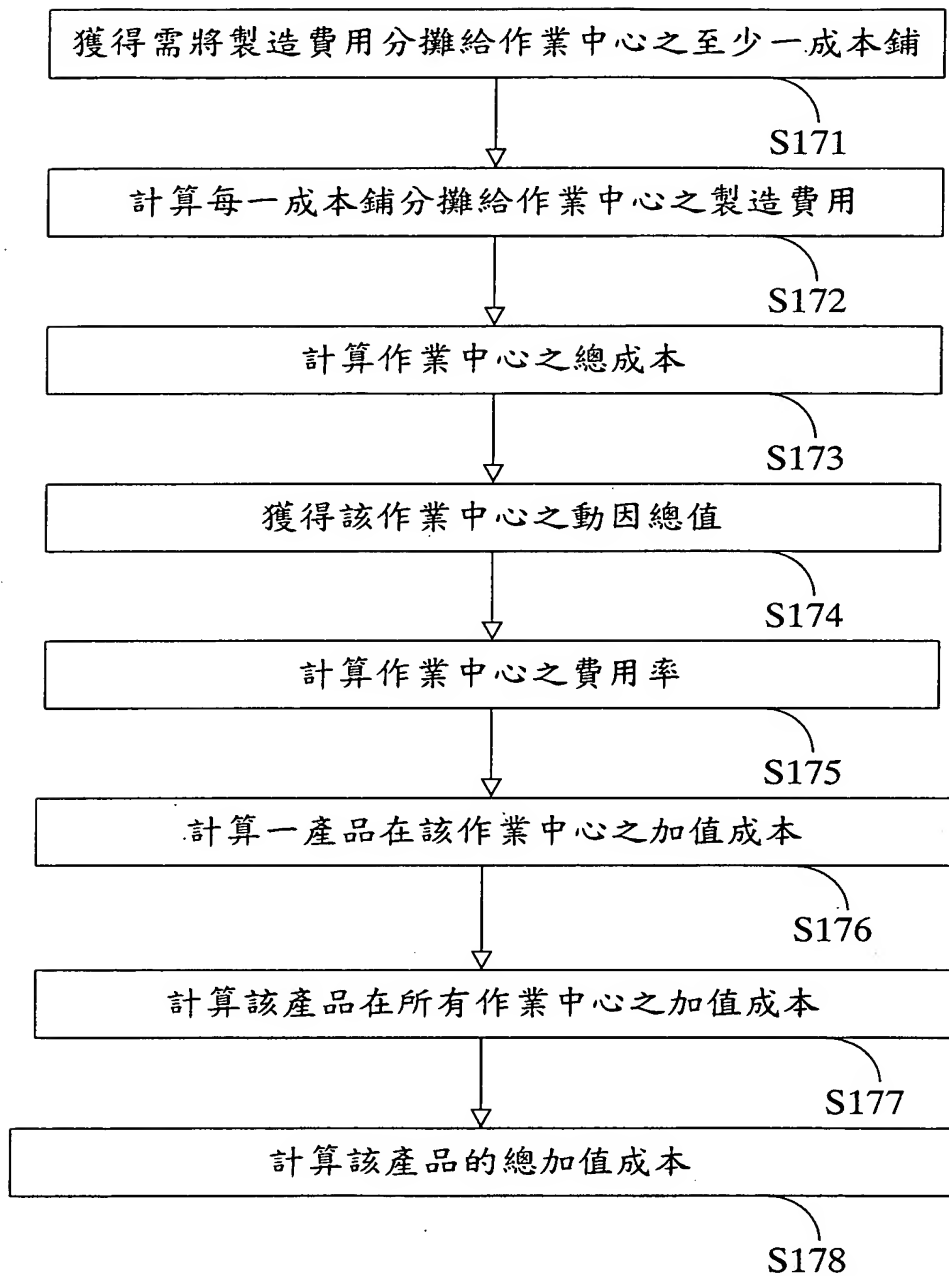 獲得需將製造費用分攤給作業中心之至少一成本鋪
S171
計算每一成本鋪分攤給作業中心之製造費用
S172
計算作業中心之總成本
S173
獲得該作業中心之動因總值
S174
計算作業中心之費用率
S175
計算一產品在該作業中心之加值成本
S176
計算該產品在所有作業中心之加值成本
S177
計算該產品的總加值成本
S178